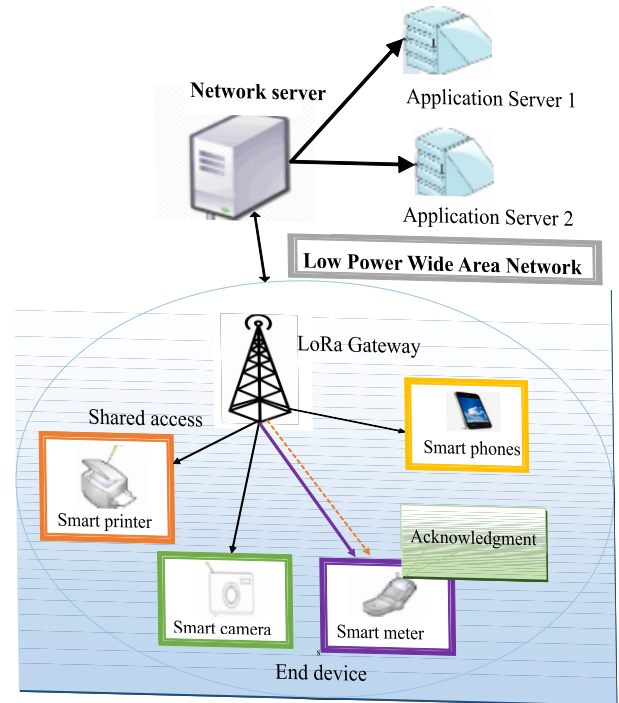 Network server
Application Server 1
Application Server 2
Low Power Wide Area Network
LoRa Gateway
Shared access
Smart phones
Smart printer
Acknowledgment
Smart camera
Smart meter
s
End device